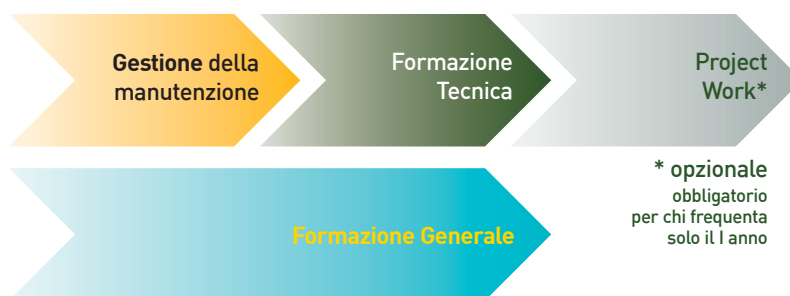 Gestione della
manutenzione
Formazione
Tecnica
Project
Work*
Formazione Generale
* opzionale
obbligatorio
per chi frequenta
solo il I anno